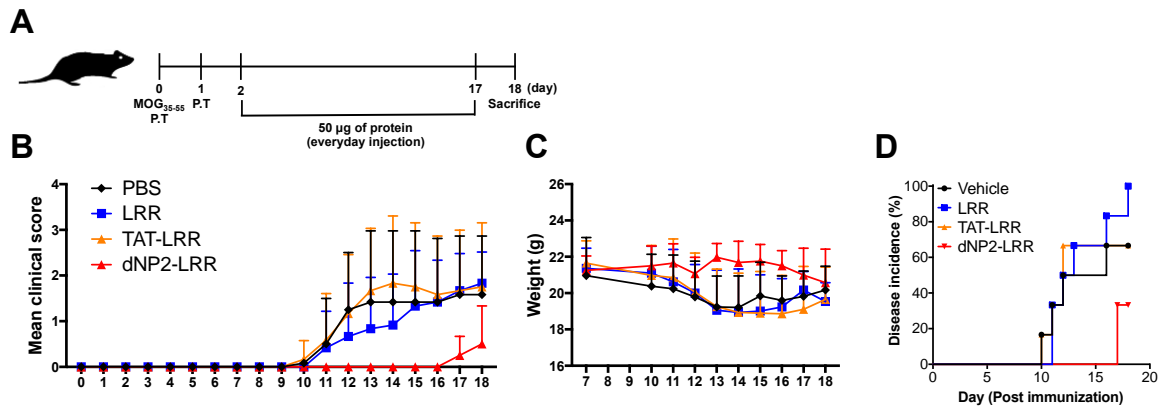 A
0 1 2 17 18 (day)
MOG35-55 P.T Sacrifice
P.T
50 µg of protein
(everyday injection)
B
Mean clinical score
4
3
2
1
0
PBS
LRR
TAT-LRR
dNP2-LRR
0 1 2 3 4 5 6 7 8 9 10 11 12 13 14 15 16 17 18
C
Weight (g)
26
24
22
20
18
16
7 8 9 10 11 12 13 14 15 16 17 18
D
Disease incidence (%)
100
80
60
40
20
0
Vehicle
LRR
TAT-LRR
dNP2-LRR
0 5 10 15 20
Day (Post immunization)